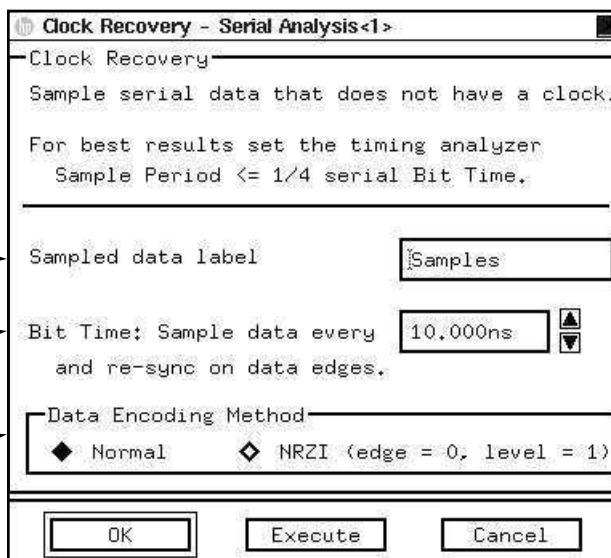 hp Clock Recovery - Serial Analysis<1>
Clock Recovery
Sample serial data that does not have a clock.
For best results set the timing analyzer
Sample Period <= 1/4 serial Bit Time.
Sampled data label Samples
Bit Time: Sample data every 10.000ns
and re-sync on data edges.
Data Encoding Method
Normal NRZI (edge = 0, level = 1)
OK Execute Cancel